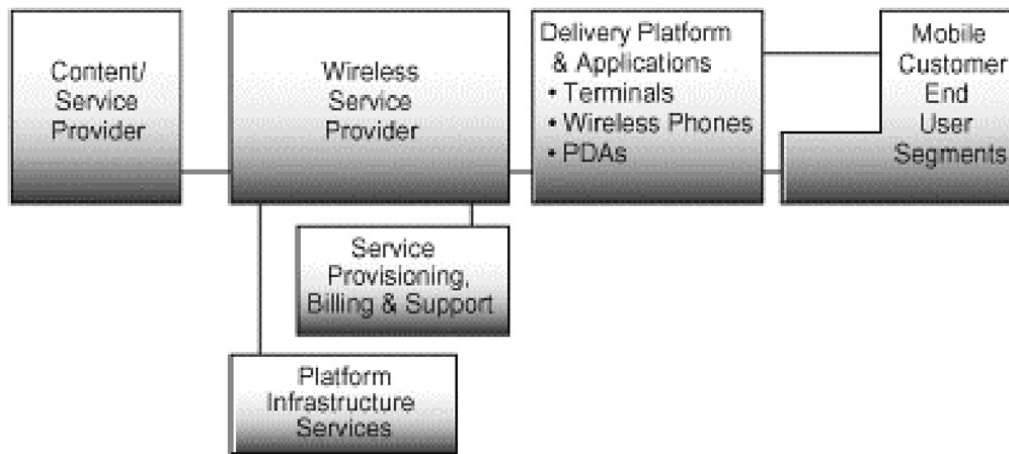 Content/
Service
Provider
Wireless
Service
Provider
Delivery Platform
& Applications
• Terminals
• Wireless Phones
• PDAs
Mobile
Customer
End
User
Segments
Service
Provisioning,
Billing & Support
Platform
Infrastructure
Services